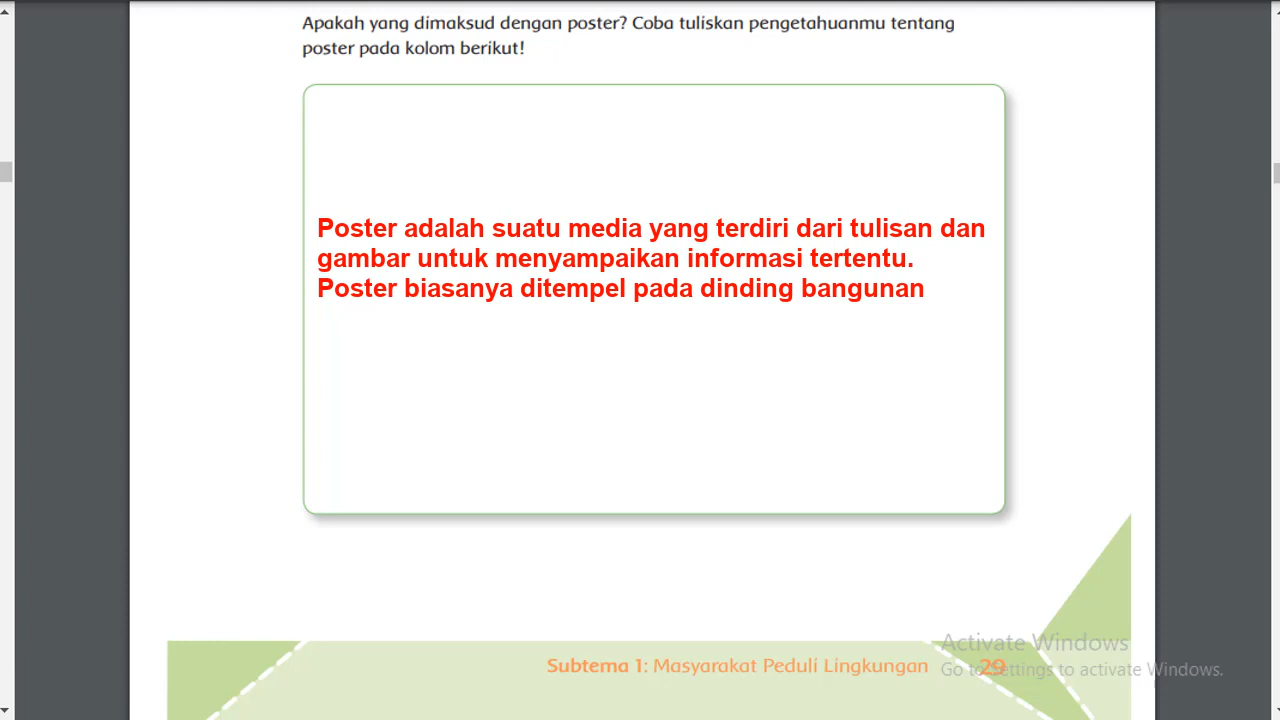 Apakah yang dimaksud dengan poster? Coba tuliskan pengetahuanmu tentang
poster pada kolom berikut!
Poster adalah suatu media yang terdiri dari tulisan dan
gambar untuk menyampaikan informasi tertentu.
Poster biasanya ditempel pada dinding bangunan
Activate Windows
Subtema 1: Masyarakat Peduli Lingkungan 29
Go to Settings to activate Windows.